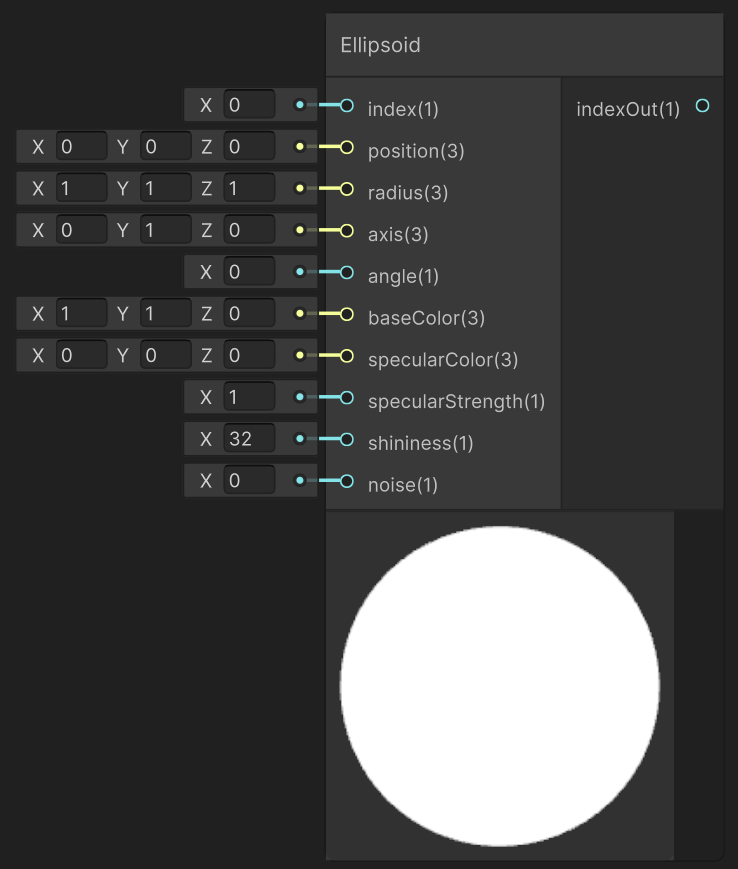 Ellipsoid
X 0 index(1) indexOut(1)
X 0 Y 0 Z 0 position(3)
X 1 Y 1 Z 1 radius(3)
X 0 Y 1 Z 0 axis(3)
X 0 angle(1)
X 1 Y 1 Z 0 baseColor(3)
X 0 Y 0 Z 0 specularColor(3)
X 1 specularStrength(1)
X 32 shininess(1)
X 0 noise(1)